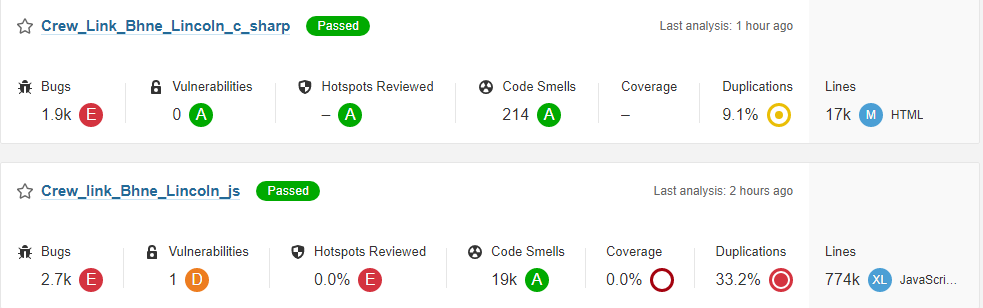 Crew_Link_Bhne_Lincoln_c_sharp Passed Last analysis: 1 hour ago
Bugs Vulnerabilities Hotspots Reviewed Code Smells Coverage Duplications Lines
1.9k E 0 A – A 214 A – 9.1% 17k M HTML
Crew_link_Bhne_Lincoln_js Passed Last analysis: 2 hours ago
Bugs Vulnerabilities Hotspots Reviewed Code Smells Coverage Duplications Lines
2.7k E 1 D 0.0% E 19k A 0.0% 33.2% 774k XL JavaScri...